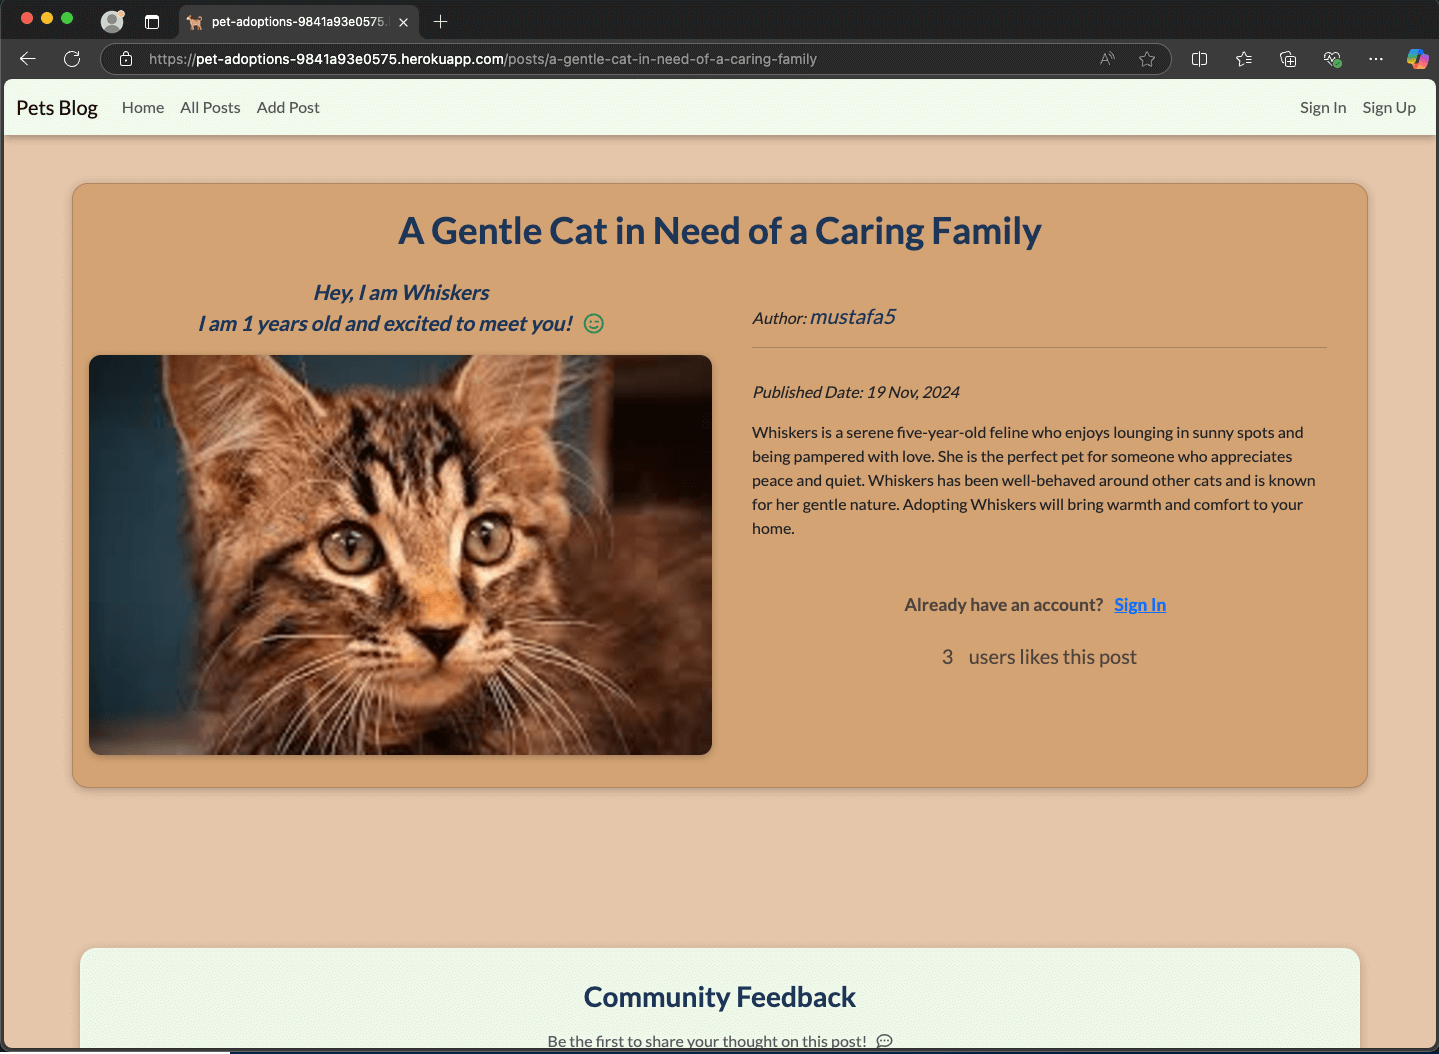 pet-adoptions-9841a93e0575.
https://pet-adoptions-9841a93e0575.herokuapp.com/posts/a-gentle-cat-in-need-of-a-caring-family
Pets Blog Home All Posts Add Post Sign In Sign Up
A Gentle Cat in Need of a Caring Family
Hey, I am Whiskers
I am 1 years old and excited to meet you!
Author: mustafa5
Published Date: 19 Nov, 2024
Whiskers is a serene five-year-old feline who enjoys lounging in sunny spots and
being pampered with love. She is the perfect pet for someone who appreciates
peace and quiet. Whiskers has been well-behaved around other cats and is known
for her gentle nature. Adopting Whiskers will bring warmth and comfort to your
home.
Already have an account? Sign In
3 users likes this post
Community Feedback
Be the first to share your thought on this post!